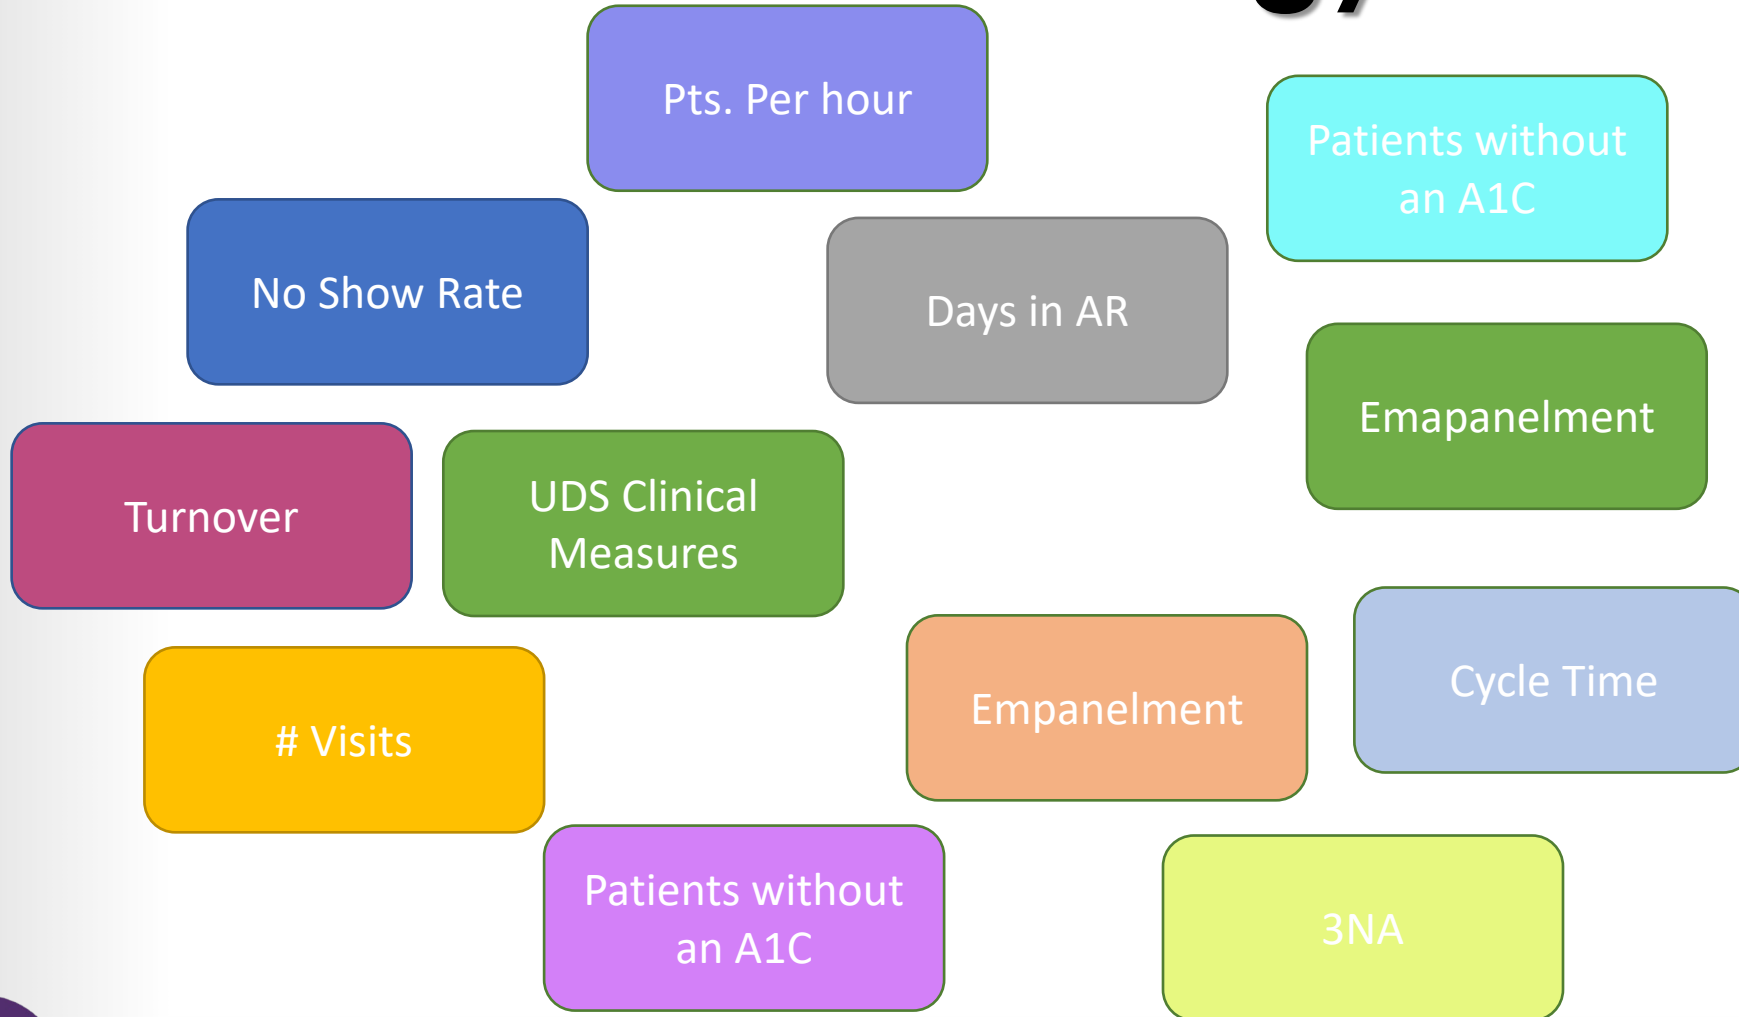 Pts. Per hour
Patients without
an A1C
No Show Rate
Days in AR
Emapanelment
Turnover
UDS Clinical
Measures
Cycle Time
Empanelment
# Visits
Patients without
an A1C
3NA